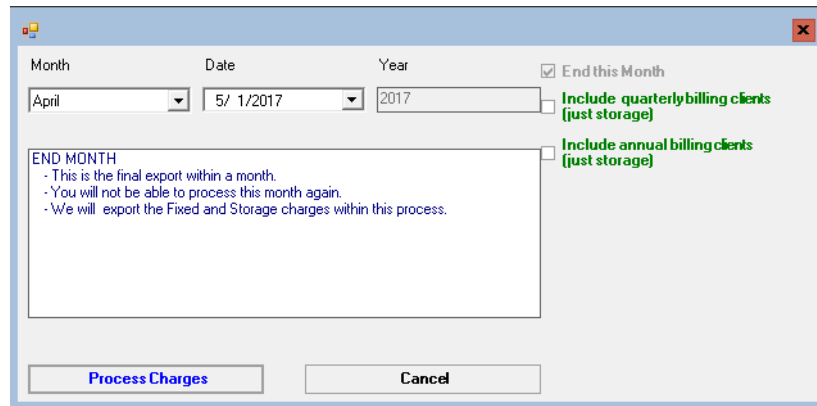 Month Date Year
End this Month
April 5/ 1/2017 2017
Include quarterly billing clients
(just storage)
Include annual billing clients
(just storage)
END MONTH
- This is the final export within a month.
- You will not be able to process this month again.
- We will export the Fixed and Storage charges within this process.
Process Charges Cancel